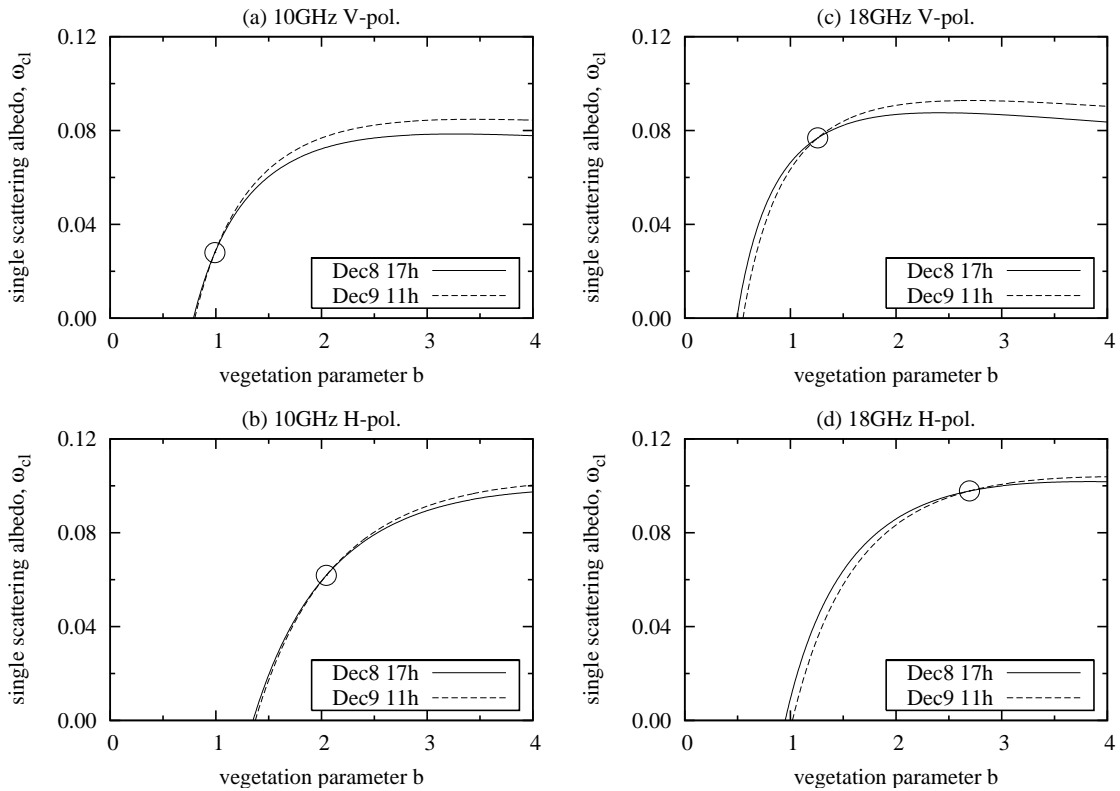 (a) 10GHz V-pol.
single scattering albedo, ω_cl
0.12
0.08
0.04
0.00
Dec8 17h
Dec9 11h
0 1 2 3 4
vegetation parameter b
(c) 18GHz V-pol.
single scattering albedo, ω_cl
0.12
0.08
0.04
0.00
Dec8 17h
Dec9 11h
0 1 2 3 4
vegetation parameter b
(b) 10GHz H-pol.
single scattering albedo, ω_cl
0.12
0.08
0.04
0.00
Dec8 17h
Dec9 11h
0 1 2 3 4
vegetation parameter b
(d) 18GHz H-pol.
single scattering albedo, ω_cl
0.12
0.08
0.04
0.00
Dec8 17h
Dec9 11h
0 1 2 3 4
vegetation parameter b